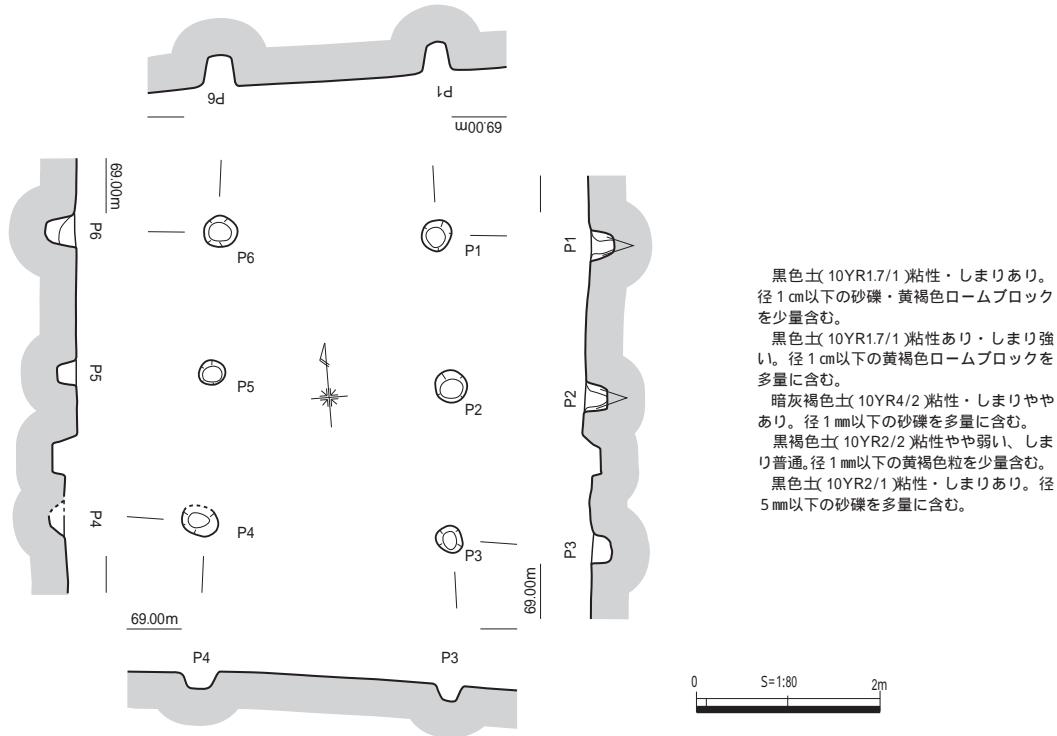 P6
P1
69.00m
69.00m
P6
P5
P4
P6
P1
P5
P2
P4
P3
P1
P2
P3
69.00m
69.00m
P4
P3
黒色土( 10YR1.7/1 )粘性・しまりあり。
径1㎝以下の砂礫・黄褐色ロームブロック
を少量含む。
黒色土( 10YR1.7/1 )粘性あり・しまり強
い。径1㎝以下の黄褐色ロームブロックを
多量に含む。
暗灰褐色土( 10YR4/2 )粘性・しまりやや
あり。径1㎜以下の砂礫を多量に含む。
黒褐色土( 10YR2/2 )粘性やや弱い、しま
り普通。径1㎜以下の黄褐色粒を少量含む。
黒色土( 10YR2/1 )粘性・しまりあり。径
5㎜以下の砂礫を多量に含む。
0 S=1:80 2m